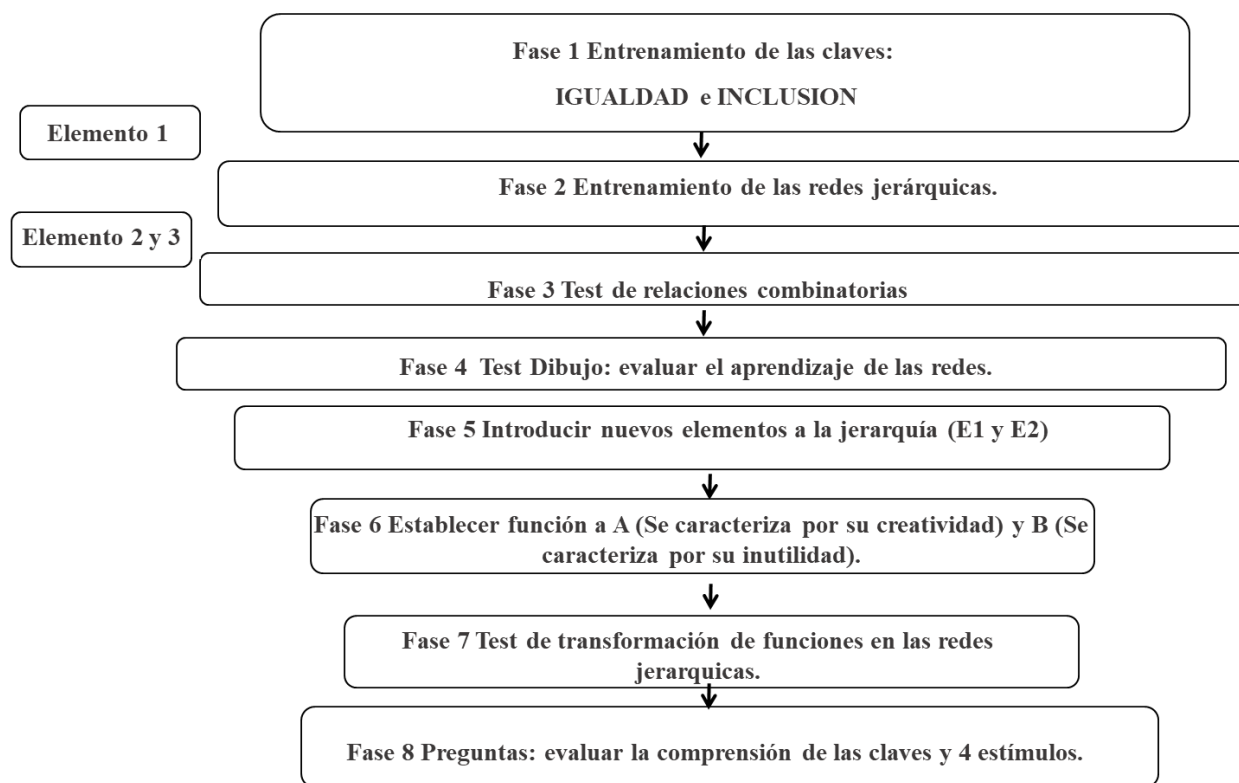 Fase 1 Entrenamiento de las claves:
IGUALDAD e INCLUSION
Elemento 1
Fase 2 Entrenamiento de las redes jerárquicas.
Elemento 2 y 3
Fase 3 Test de relaciones combinatorias
Fase 4 Test Dibujo: evaluar el aprendizaje de las redes.
Fase 5 Introducir nuevos elementos a la jerarquía (E1 y E2)
Fase 6 Establecer función a A (Se caracteriza por su creatividad) y B (Se
caracteriza por su inutilidad).
Fase 7 Test de transformación de funciones en las redes
jerarquicas.
Fase 8 Preguntas: evaluar la comprensión de las claves y 4 estímulos.